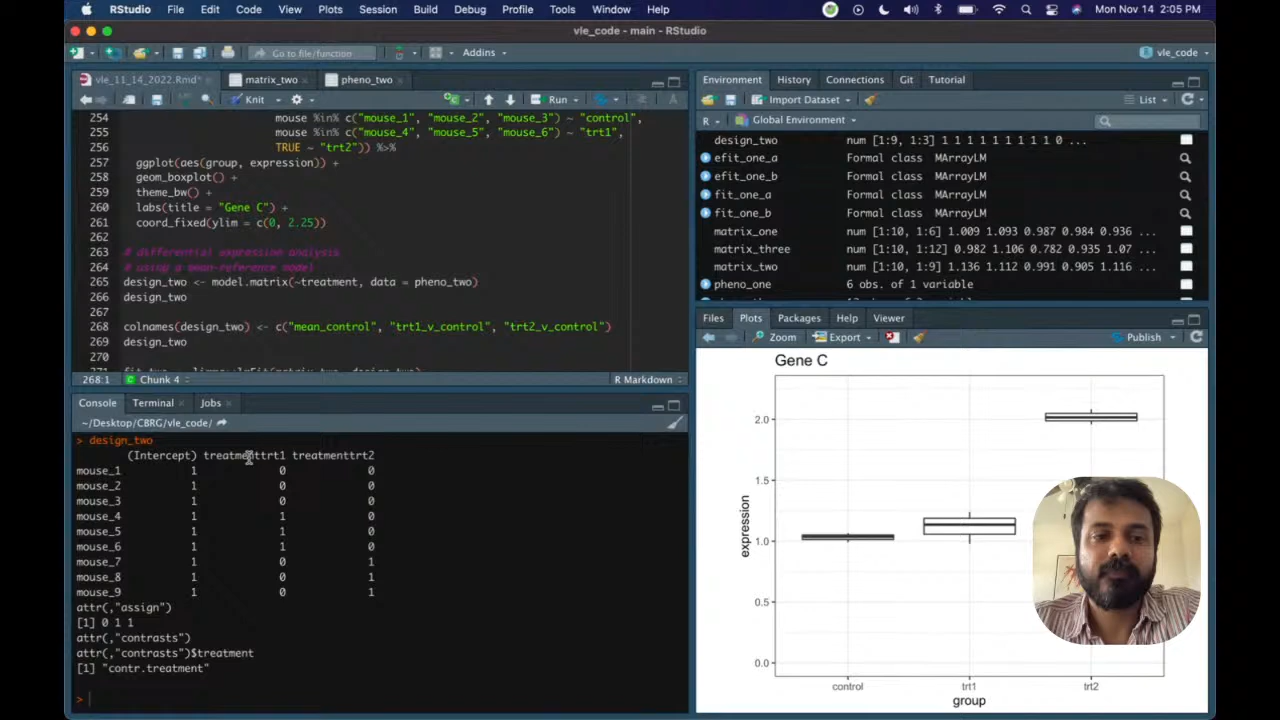 RStudio File Edit Code View Plots Session Build Debug Profile Tools Window Help Mon Nov 14 2:05 PM
vle_code - main - RStudio
Go to file/function Addins vle_code
vle_11_14_2022.Rmd* matrix_two pheno_two
Knit Run
254 mouse %in% c("mouse_1", "mouse_2", "mouse_3") ~ "control",
255 mouse %in% c("mouse_4", "mouse_5", "mouse_6") ~ "trt1",
256 TRUE ~ "trt2")) %>%
257 ggplot(aes(group, expression)) +
258 geom_boxplot() +
259 theme_bw() +
260 labs(title = "Gene C") +
261 coord_fixed(ylim = c(0, 2.25))
262
263 # differential expression analysis
264 # using a mean-reference model
265 design_two <- model.matrix(~treatment, data = pheno_two)
266 design_two
267
268 colnames(design_two) <- c("mean_control", "trt1_v_control", "trt2_v_control")
269 design_two
270
268:1 Chunk 4 R Markdown
Console Terminal Jobs
~/Desktop/CBRG/vle_code/
> design_two
(Intercept) treatmenttrt1 treatmenttrt2
mouse_1 1 0 0
mouse_2 1 0 0
mouse_3 1 0 0
mouse_4 1 1 0
mouse_5 1 1 0
mouse_6 1 1 0
mouse_7 1 0 1
mouse_8 1 0 1
mouse_9 1 0 1
attr(,"assign")
[1] 0 1 1
attr(,"contrasts")
attr(,"contrasts")$treatment
[1] "contr.treatment"
>
Environment History Connections Git Tutorial
Import Dataset List
R Global Environment
design_two num [1:9, 1:3] 1 1 1 1 1 1 1 1 1 0 ...
efit_one_a Formal class MArrayLM
efit_one_b Formal class MArrayLM
fit_one_a Formal class MArrayLM
fit_one_b Formal class MArrayLM
matrix_one num [1:10, 1:6] 1.009 1.093 0.987 0.984 0.936 ...
matrix_three num [1:10, 1:12] 0.982 1.106 0.782 0.935 1.07 ...
matrix_two num [1:10, 1:9] 1.136 1.112 0.991 0.905 1.116 ...
pheno_one 6 obs. of 1 variable
Files Plots Packages Help Viewer
Zoom Export Publish
Gene C
2.0
1.5
1.0
0.5
0.0
expression
control trt1 trt2
group